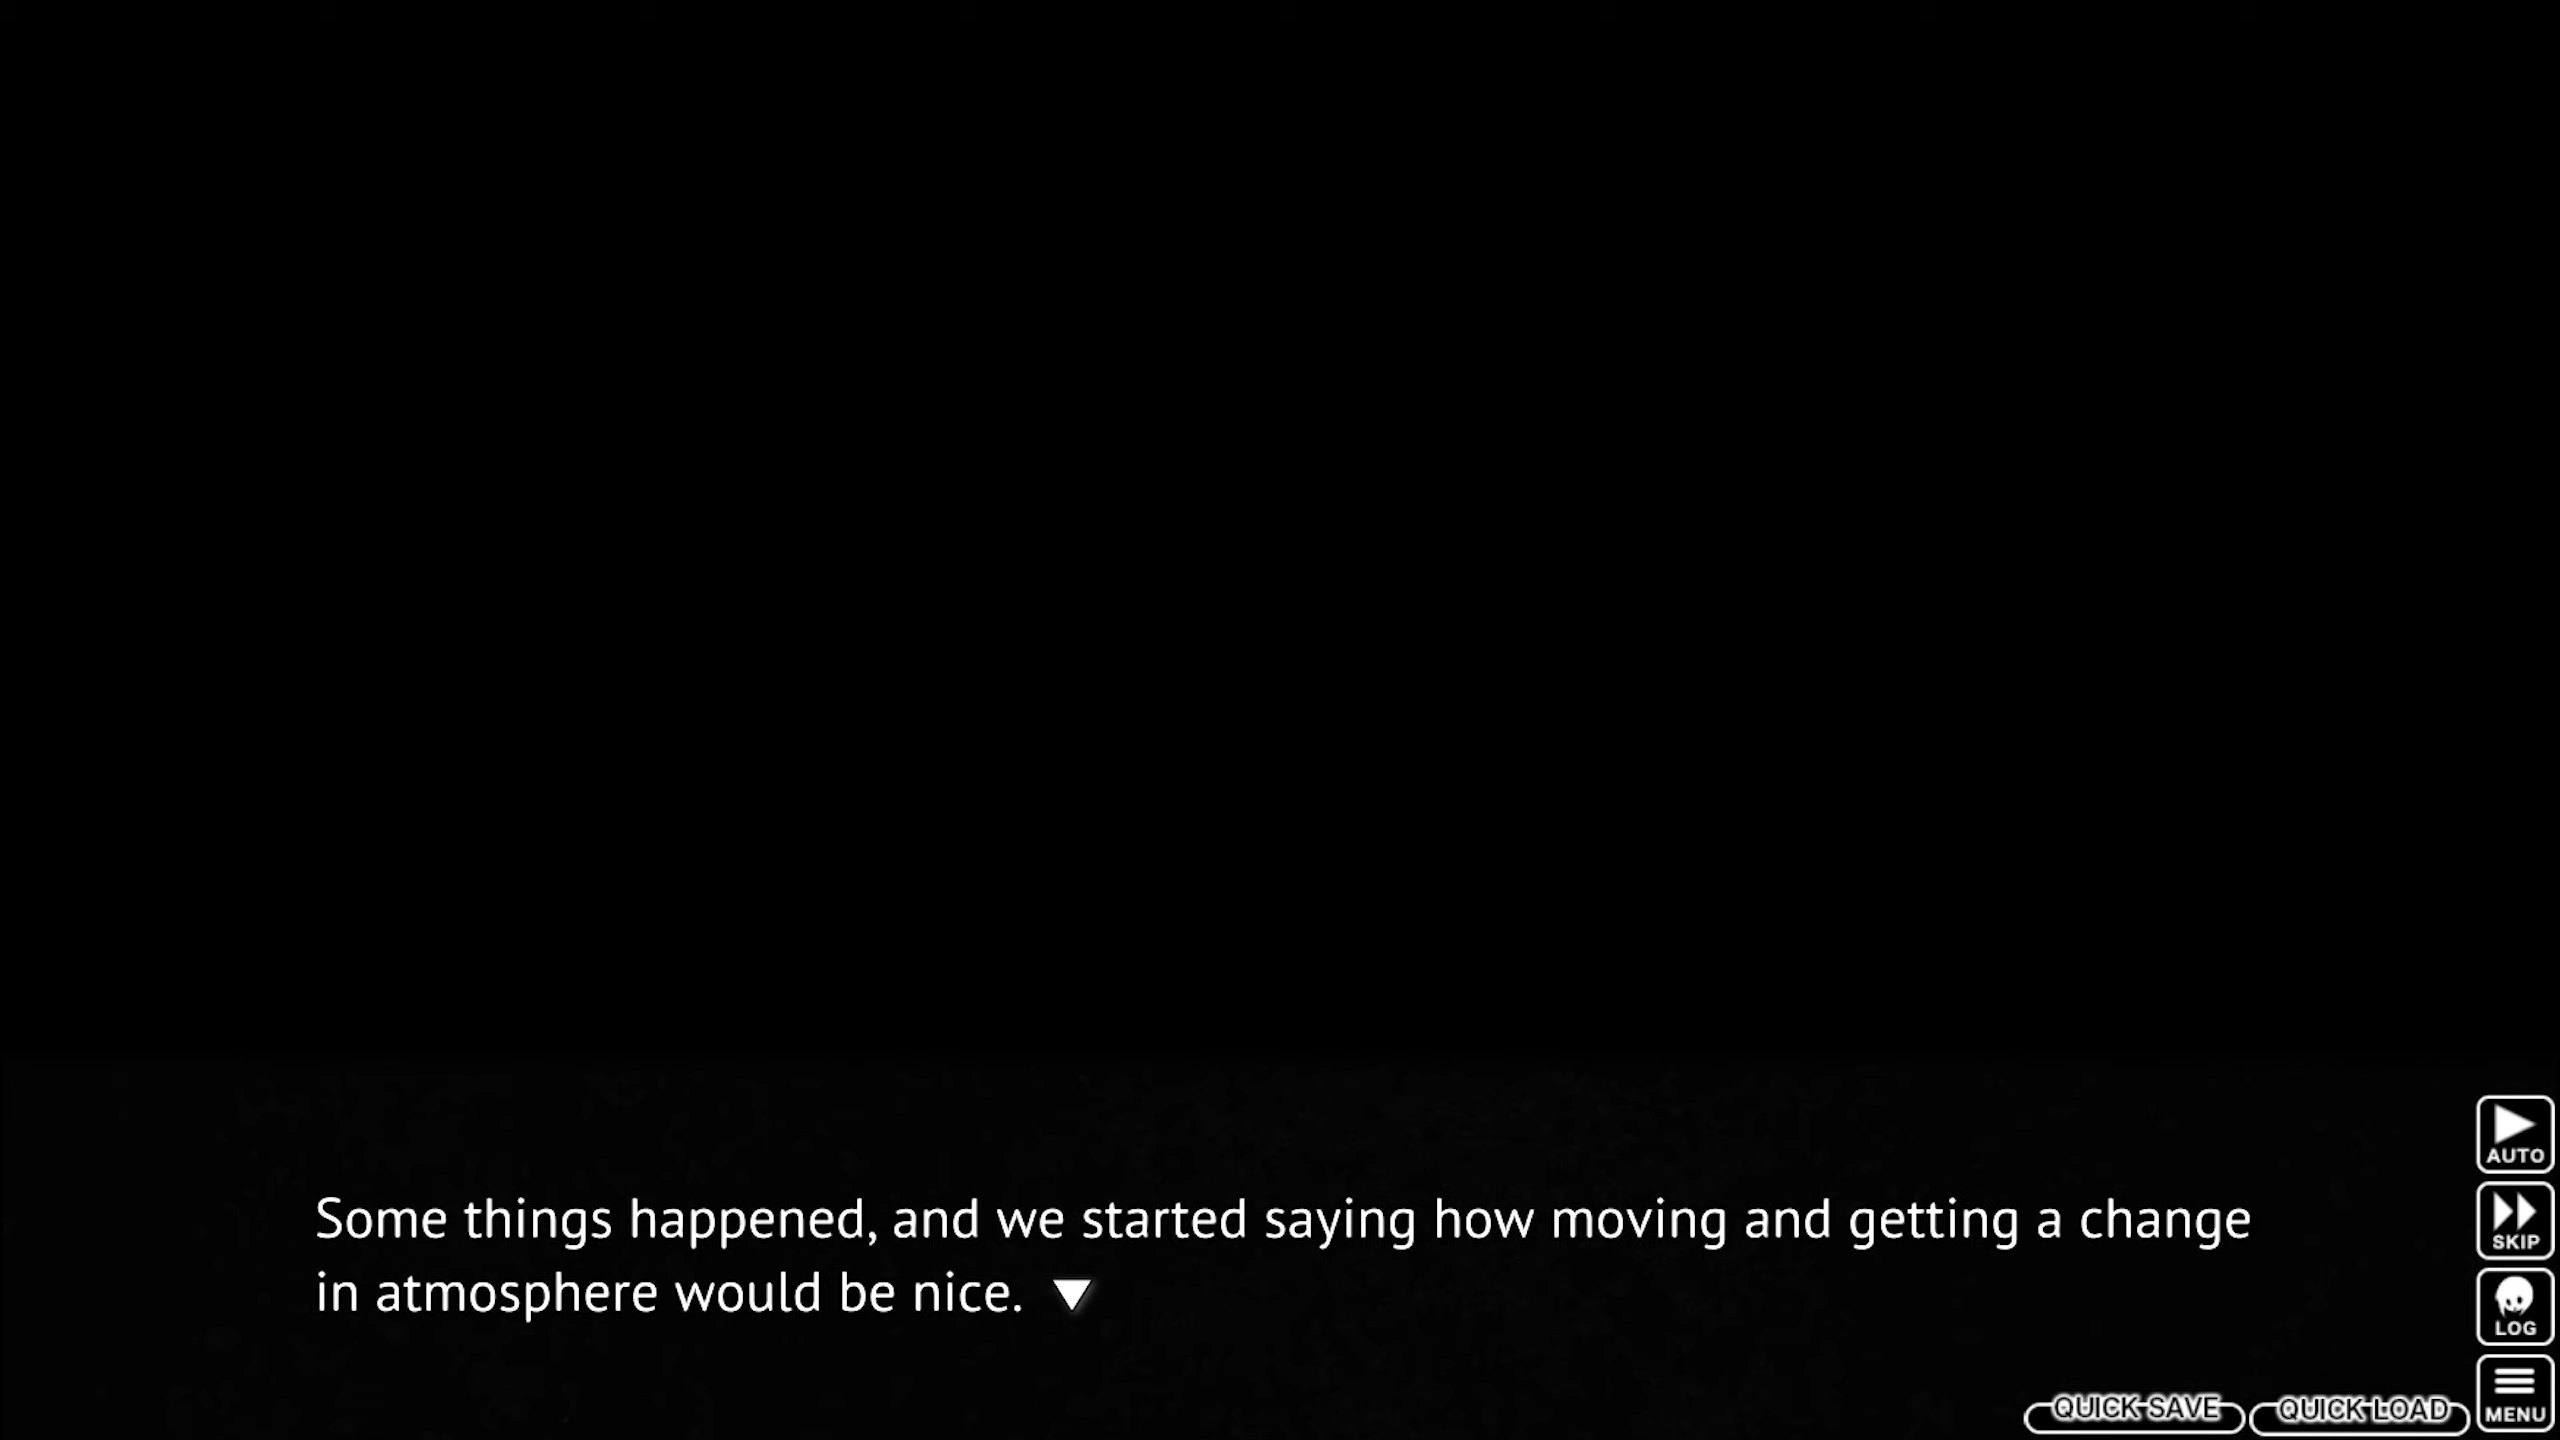 Some things happened, and we started saying how moving and getting a change
in atmosphere would be nice.
AUTO
SKIP
LOG
QUICK SAVE
QUICK LOAD
MENU